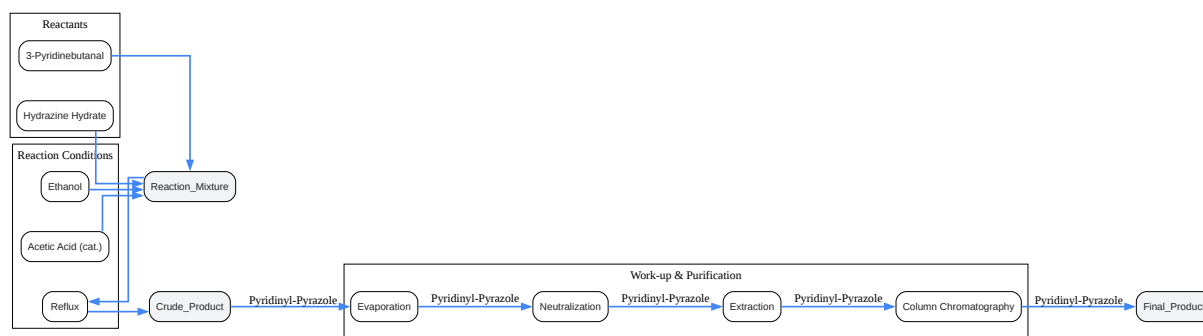 Reactants
3-Pyridinebutanal
Hydrazine Hydrate
Reaction Conditions
Ethanol
Reaction_Mixture
Acetic Acid (cat.)
Work-up & Purification
Reflux
Crude_Product
Pyridinyl-Pyrazole
Evaporation
Pyridinyl-Pyrazole
Neutralization
Pyridinyl-Pyrazole
Extraction
Pyridinyl-Pyrazole
Column Chromatography
Pyridinyl-Pyrazole
Final_Product